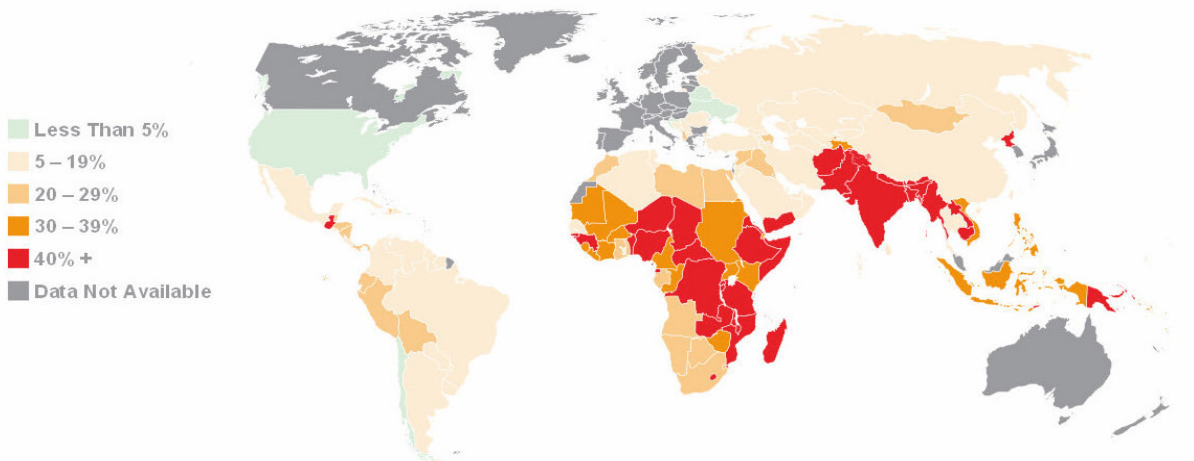 Less Than 5%
5 – 19%
20 – 29%
30 – 39%
40% +
Data Not Available